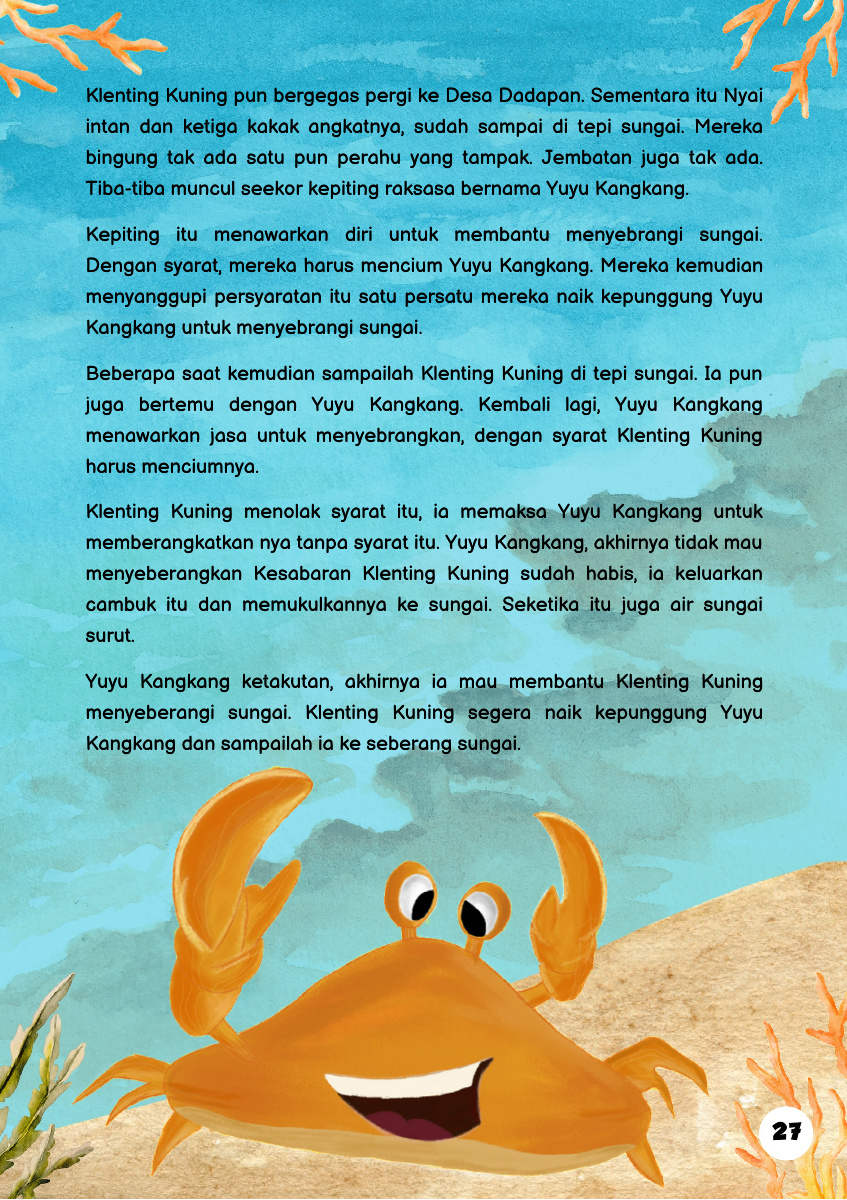 Klenting Kuning pun bergegas pergi ke Desa Dadapan. Sementara itu Nyai
intan dan ketiga kakak angkatnya, sudah sampai di tepi sungai. Mereka
bingung tak ada satu pun perahu yang tampak. Jembatan juga tak ada.
Tiba-tiba muncul seekor kepiting raksasa bernama Yuyu Kangkang.
Kepiting itu menawarkan diri untuk membantu menyebrangi sungai.
Dengan syarat, mereka harus mencium Yuyu Kangkang. Mereka kemudian
menyanggupi persyaratan itu satu persatu mereka naik kepunggung Yuyu
Kangkang untuk menyebrangi sungai.
Beberapa saat kemudian sampailah Klenting Kuning di tepi sungai. Ia pun
juga bertemu dengan Yuyu Kangkang. Kembali lagi, Yuyu Kangkang
menawarkan jasa untuk menyebrangkan, dengan syarat Klenting Kuning
harus menciumnya.
Klenting Kuning menolak syarat itu, ia memaksa Yuyu Kangkang untuk
memberangkatkan nya tanpa syarat itu. Yuyu Kangkang, akhirnya tidak mau
menyeberangkan Kesabaran Klenting Kuning sudah habis, ia keluarkan
cambuk itu dan memukulkannya ke sungai. Seketika itu juga air sungai
surut.
Yuyu Kangkang ketakutan, akhirnya ia mau membantu Klenting Kuning
menyeberangi sungai. Klenting Kuning segera naik kepunggung Yuyu
Kangkang dan sampailah ia ke seberang sungai.
27